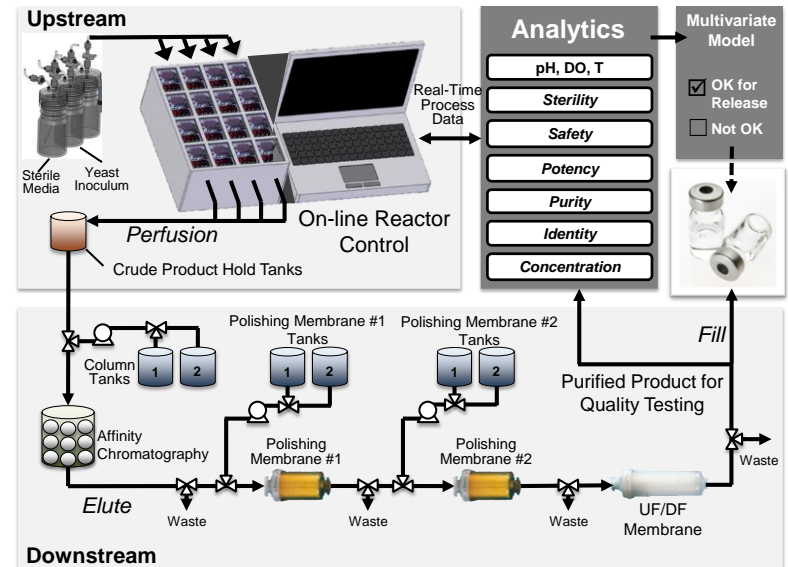 Upstream
Sterile
Media
Yeast
Inoculum
Perfusion
Crude Product Hold Tanks
On-line Reactor
Control
Real-Time
Process
Data
Analytics
pH, DO, T
Sterility
Safety
Potency
Purity
Identity
Concentration
Multivariate
Model
OK for
Release
Not OK
Fill
Purified Product for
Quality Testing
Column
Tanks
1
2
Polishing Membrane #1
Tanks
1
2
Polishing Membrane #2
Tanks
1
2
Affinity
Chromatography
Elute
Waste
Polishing
Membrane #1
Waste
Polishing
Membrane #2
Waste
UF/DF
Membrane
Waste
Downstream